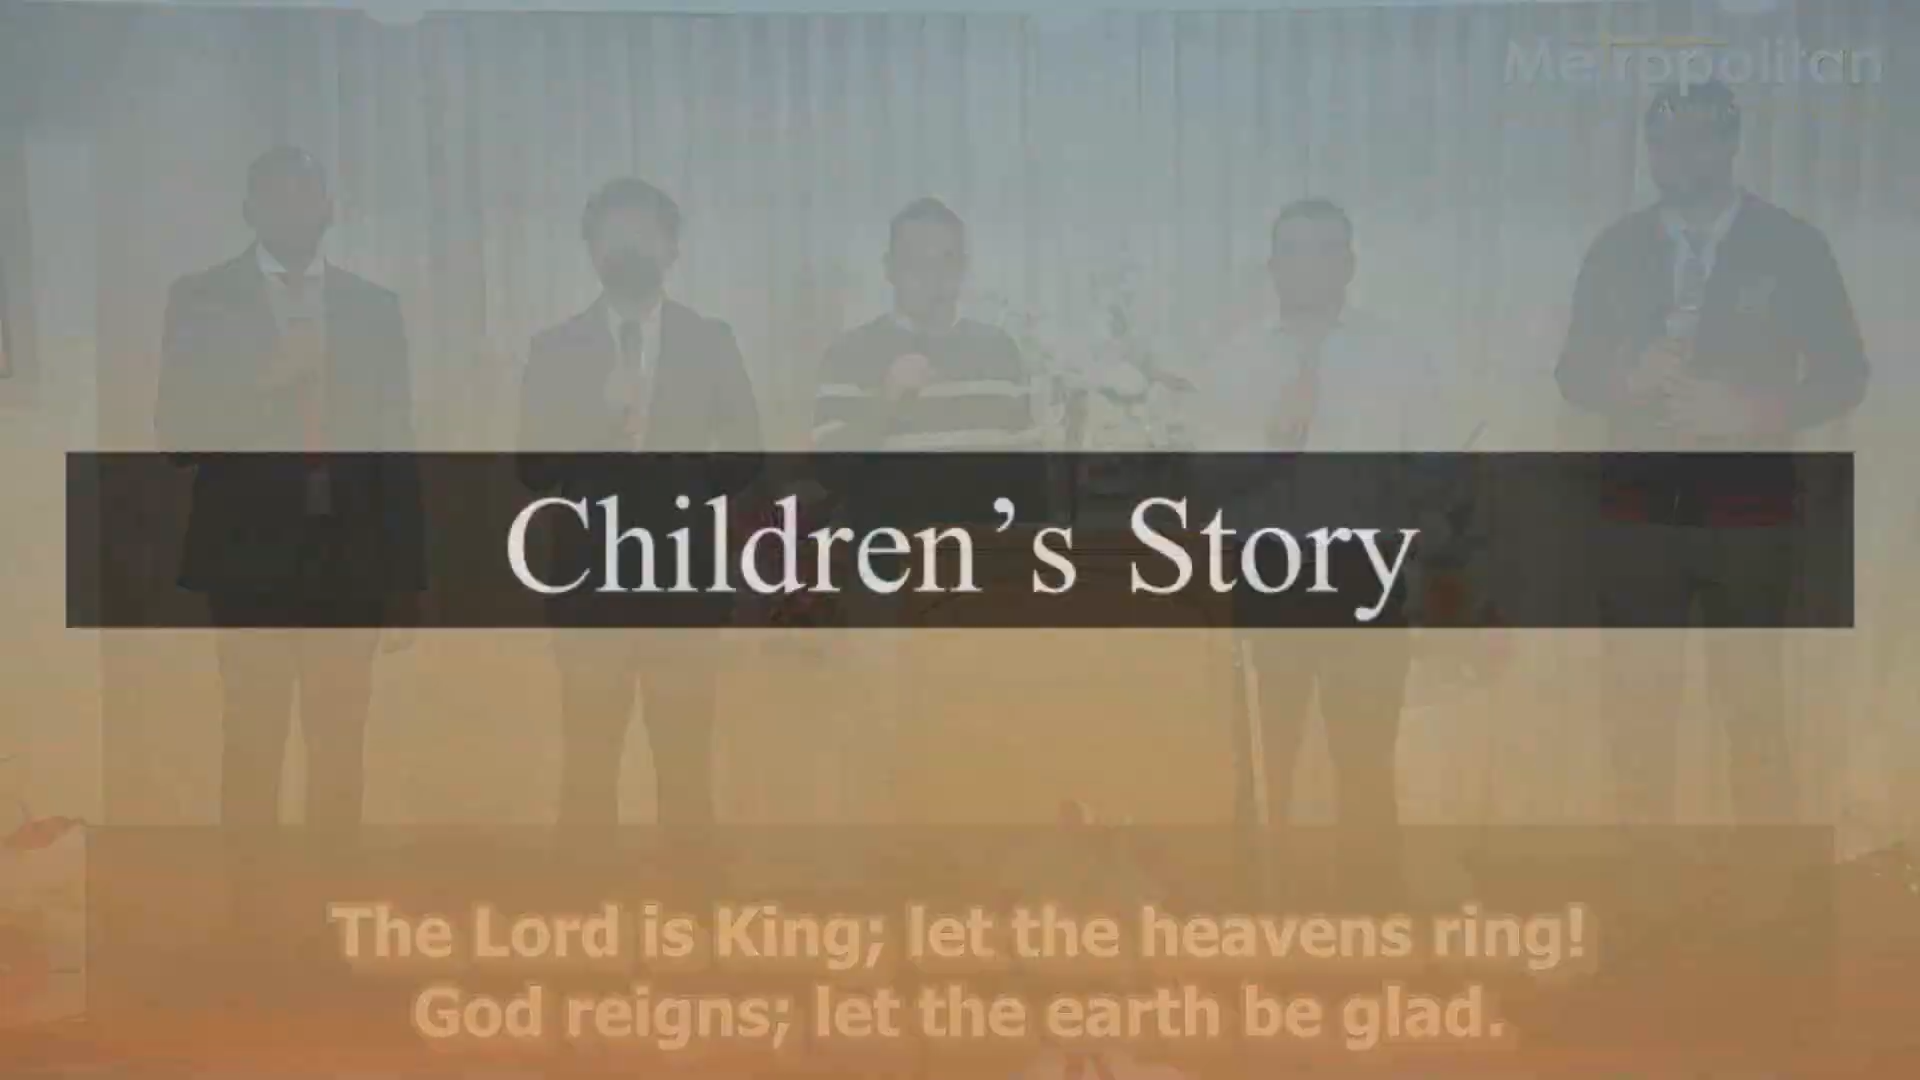 Metropolitan
Children's Story
The Lord is King; let the heavens ring!
God reigns; let the earth be glad.